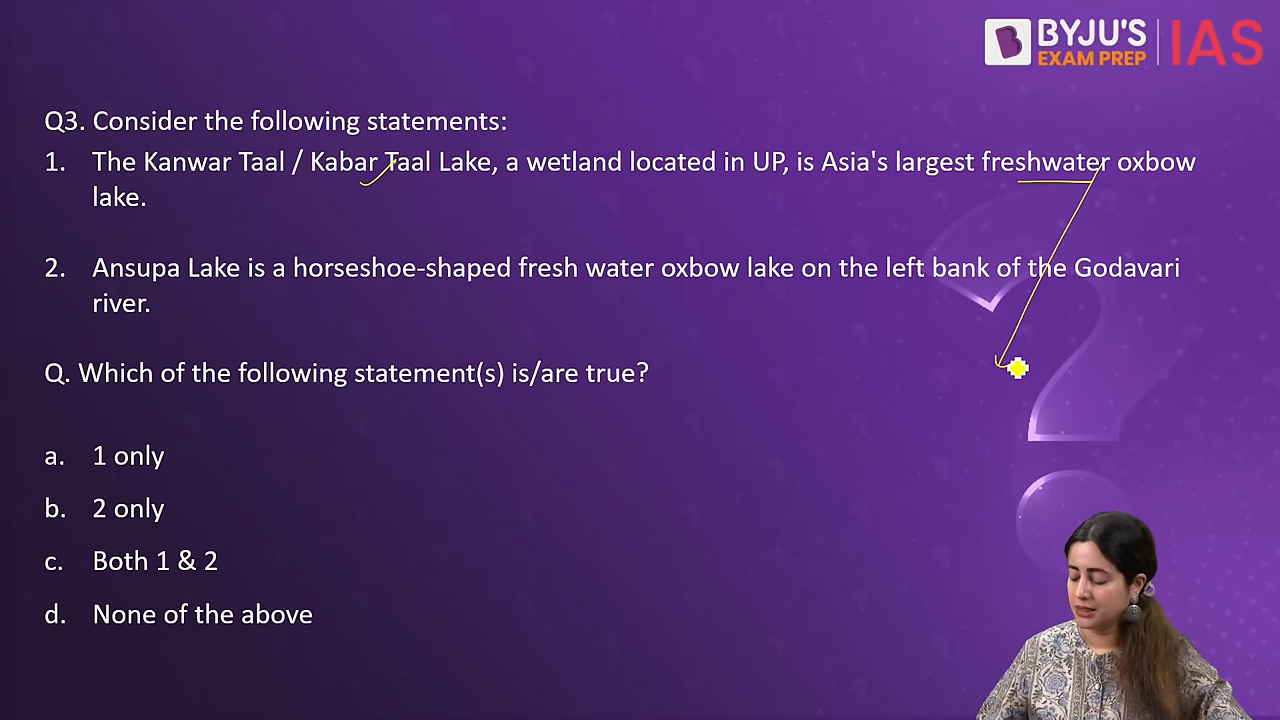 BYJU'S
EXAM PREP
IAS
Q3. Consider the following statements:
1. The Kanwar Taal / Kabar Taal Lake, a wetland located in UP, is Asia's largest freshwater oxbow
lake.
2. Ansupa Lake is a horseshoe-shaped fresh water oxbow lake on the left bank of the Godavari
river.
Q. Which of the following statement(s) is/are true?
a. 1 only
b. 2 only
c. Both 1 & 2
d. None of the above